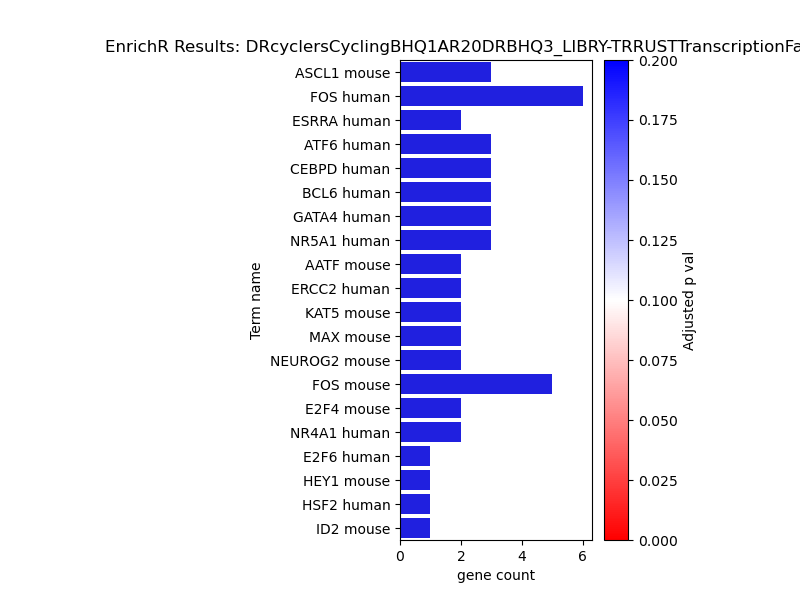 EnrichR Results: DRcyclersCyclingBHQ1AR20DRBHQ3_LIBRY-TRRUSTTranscriptionFa
ASCL1 mouse
FOS human
ESRRA human
ATF6 human
CEBPD human
BCL6 human
GATA4 human
NR5A1 human
AATF mouse
ERCC2 human
KAT5 mouse
MAX mouse
NEUROG2 mouse
FOS mouse
E2F4 mouse
NR4A1 human
E2F6 human
HEY1 mouse
HSF2 human
ID2 mouse
Term name
0 2 4 6
gene count
0.200
0.175
0.150
0.125
0.100
0.075
0.050
0.025
0.000
Adjusted p val